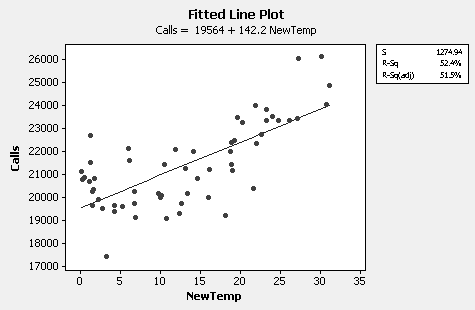 Fitted Line Plot
Calls = 19564 + 142.2 NewTemp
S 1274.94
R-Sq 52.4%
R-Sq(adj) 51.5%
26000
25000
24000
23000
22000
21000
20000
19000
18000
17000
Calls
0 5 10 15 20 25 30 35
NewTemp